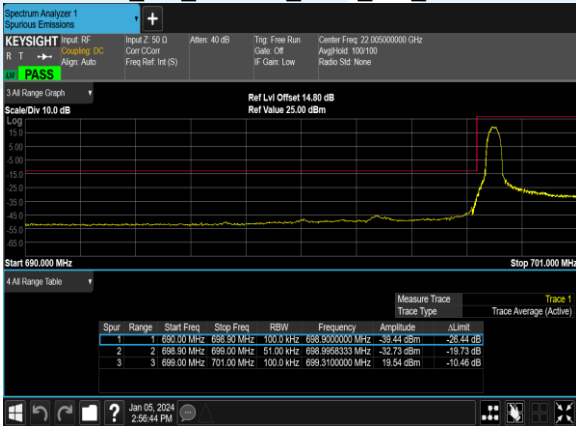 Spectrum Analyzer 1
Spurious Emissions
+
KEYSIGHT Input: RF Input Z: 50 Ω Atten: 40 dB Trig: Free Run Center Freq: 22.005000000 GHz
R T Coupling: DC Corr CCorr Gate: Off Avg|Hold: 100/100
Align: Auto Freq Ref: Int (S) IF Gain: Low Radio Std: None
LXI PASS
3 All Range Graph
Ref Lvl Offset 14.80 dB
Scale/Div 10.0 dB Ref Value 25.00 dBm
Log
15.0
5.00
-5.00
-15.0
-25.0
-35.0
-45.0
-55.0
-65.0
Start 690.000 MHz Stop 701.000 MHz
4 All Range Table
Measure Trace Trace 1
Trace Type Trace Average (Active)
Spur Range Start Freq Stop Freq RBW Frequency Amplitude ΔLimit
1 1 690.00 MHz 698.90 MHz 100.0 kHz 698.9000000 MHz -39.44 dBm -26.44 dB
2 2 698.90 MHz 699.00 MHz 51.00 kHz 698.9958333 MHz -32.73 dBm -19.73 dB
3 3 699.00 MHz 701.00 MHz 100.0 kHz 699.3100000 MHz 19.54 dBm -10.46 dB
? Jan 05, 2024
2:56:44 PM